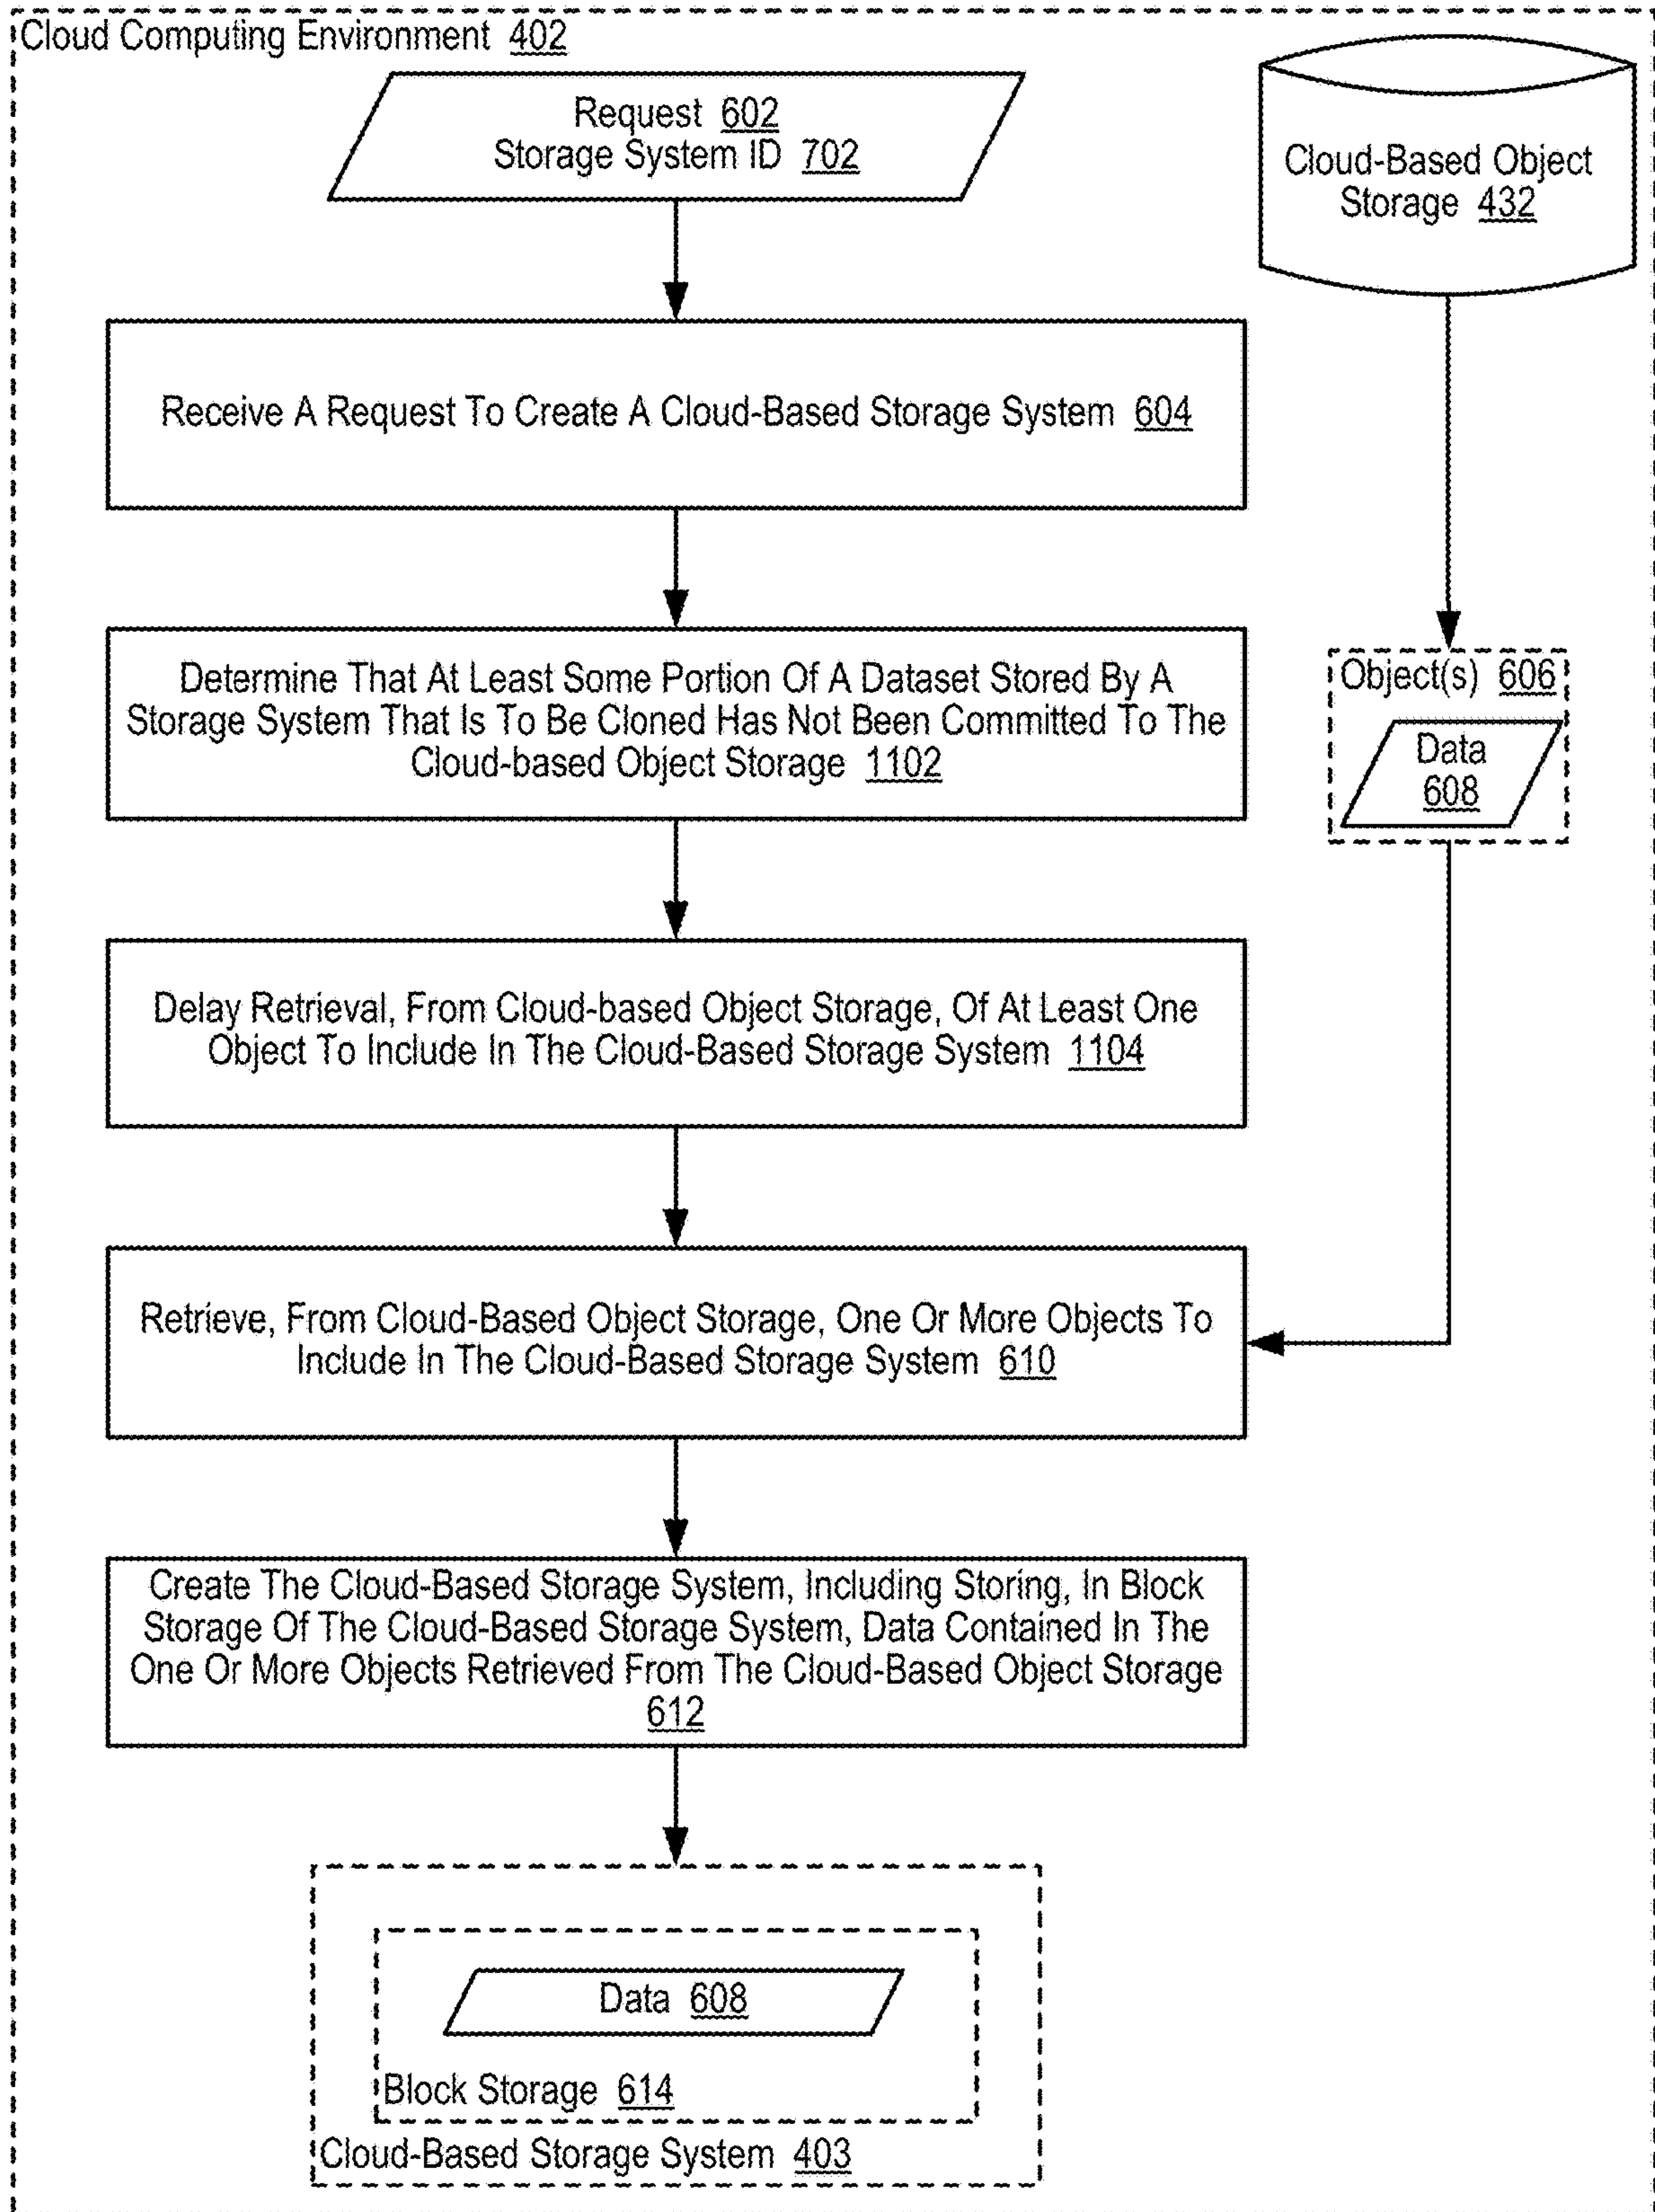 Cloud Computing Environment 402
Request 602
Storage System ID 702
Cloud-Based Object
Storage 432
Receive A Request To Create A Cloud-Based Storage System 604
Determine That At Least Some Portion Of A Dataset Stored By A
Storage System That Is To Be Cloned Has Not Been Committed To The
Cloud-based Object Storage 1102
Object(s) 606
Data
608
Delay Retrieval, From Cloud-based Object Storage, Of At Least One
Object To Include In The Cloud-Based Storage System 1104
Retrieve, From Cloud-Based Object Storage, One Or More Objects To
Include In The Cloud-Based Storage System 610
Create The Cloud-Based Storage System, Including Storing, In Block
Storage Of The Cloud-Based Storage System, Data Contained In The
One Or More Objects Retrieved From The Cloud-Based Object Storage
612
Data 608
Block Storage 614
Cloud-Based Storage System 403